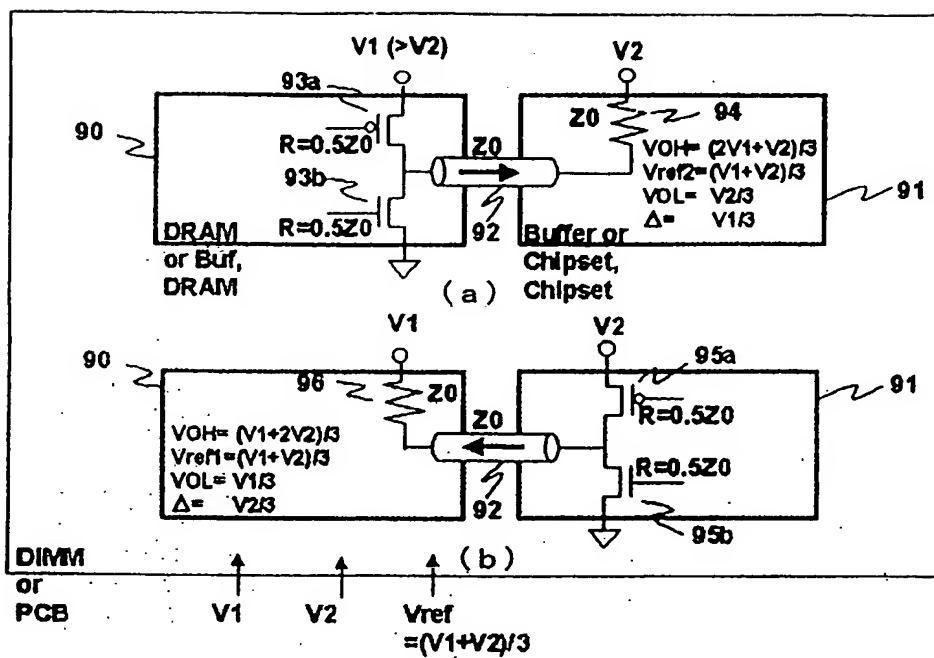 V1 (>V2)
V2
93a
90
R=0.5Z0
93b
R=0.5Z0
DRAM
or Buf,
DRAM
Z0
92
Z0
94
VOH= (2V1+V2)/3
Vref2=(V1+V2)/3
VOL= V2/3
Δ= V1/3
91
Buffer or
Chipset,
Chipset
(a)
V1
V2
90
96
Z0
VOH= (V1+2V2)/3
Vref1=(V1+V2)/3
VOL= V1/3
Δ= V2/3
Z0
92
95a
R=0.5Z0
R=0.5Z0
95b
91
(b)
DIMM
or
PCB
V1
V2
Vref
=(V1+V2)/3